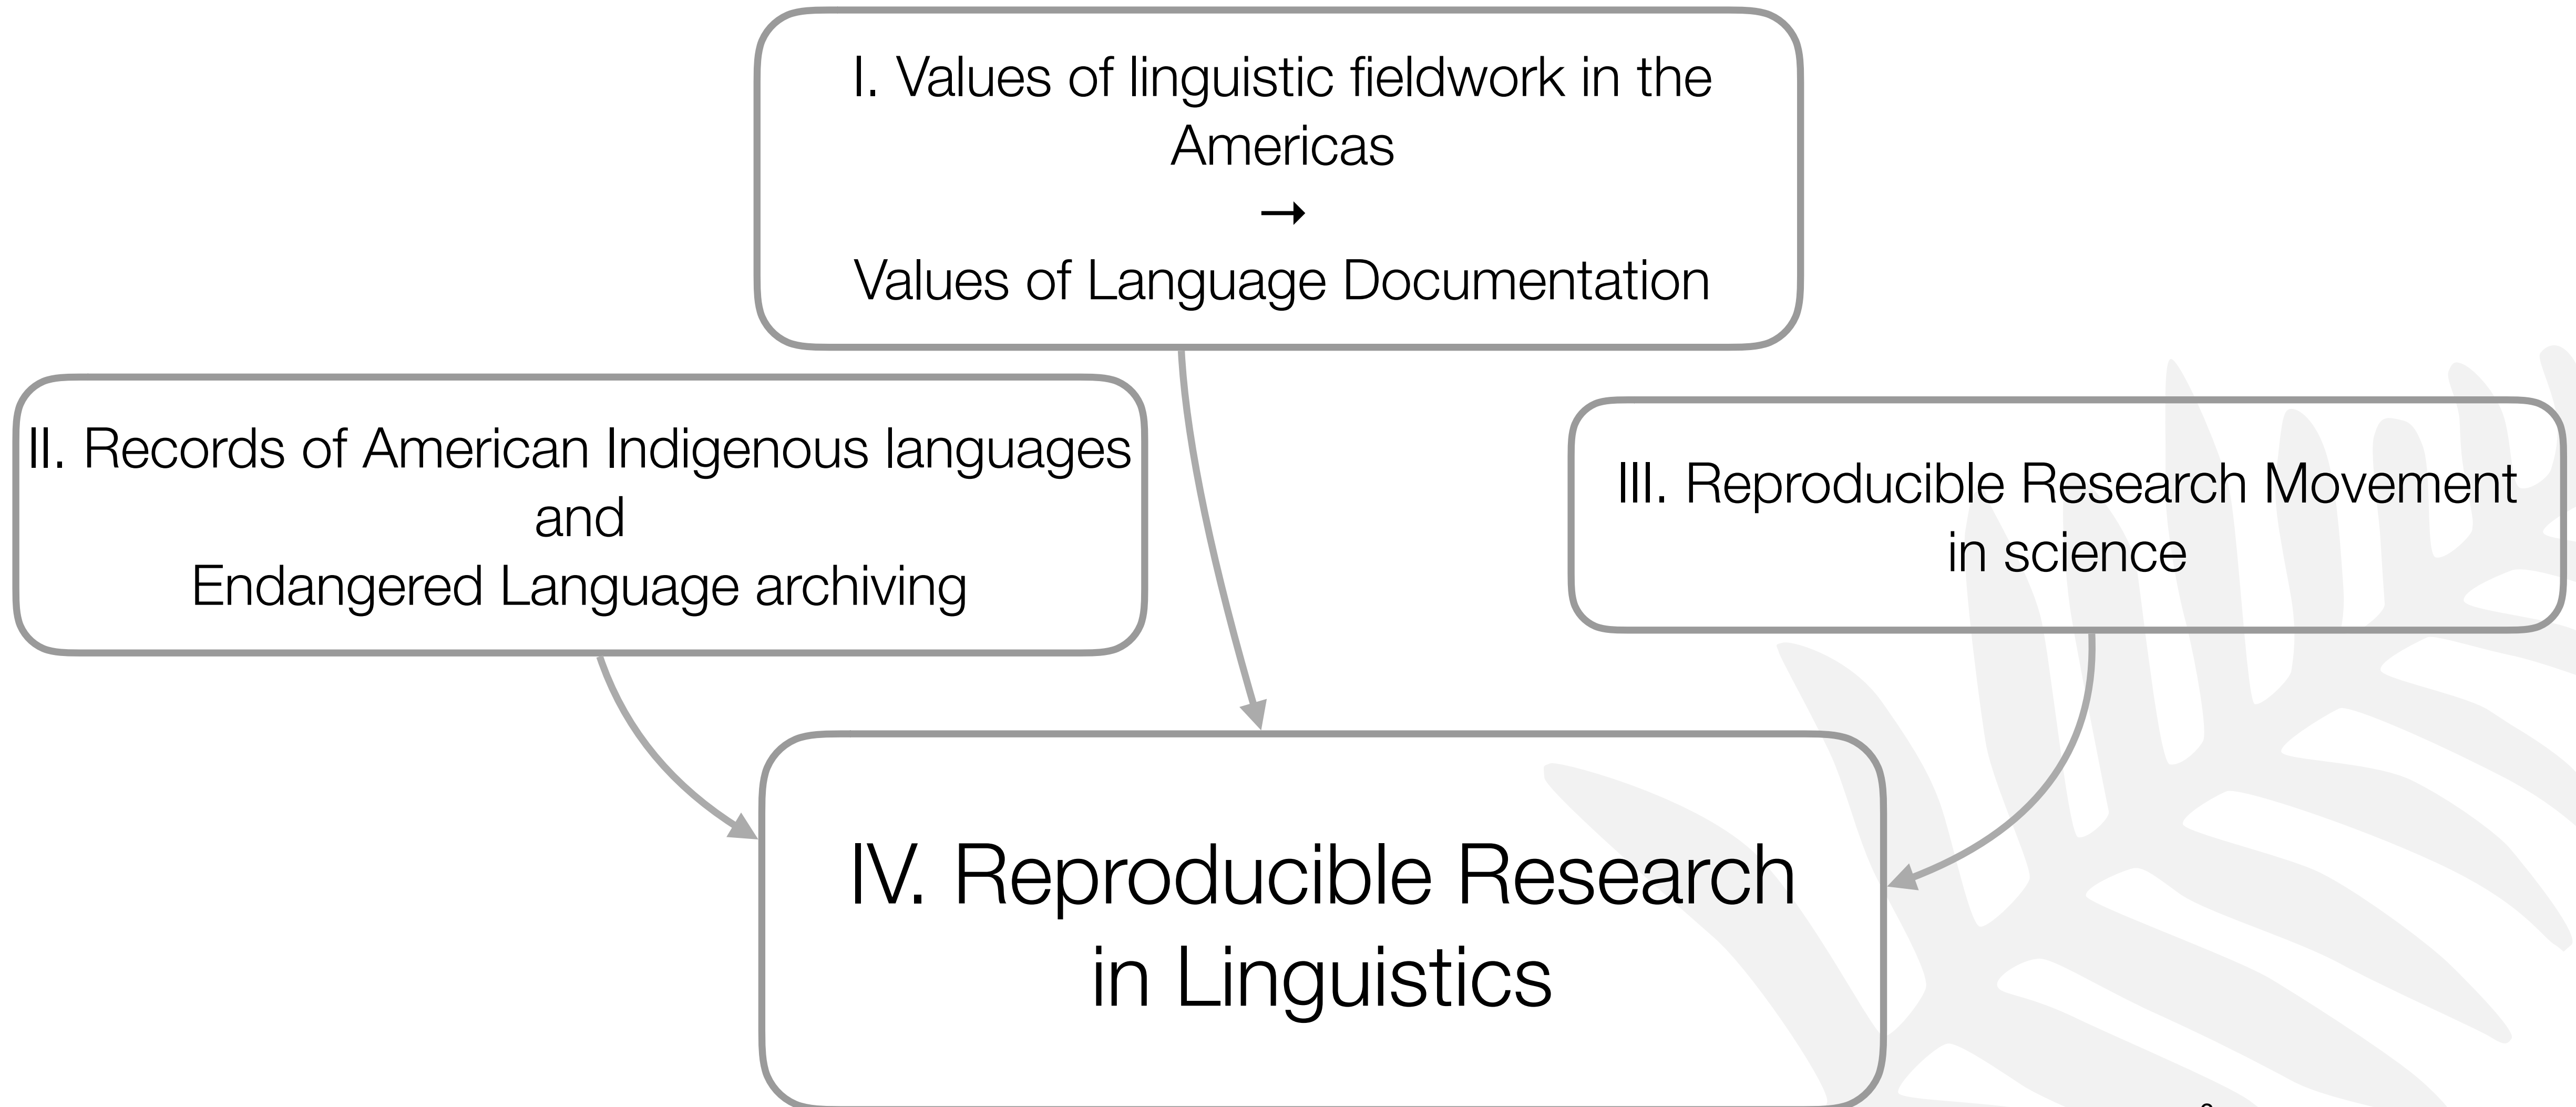 I. Values of linguistic fieldwork in the
Americas
→
Values of Language Documentation
II. Records of American Indigenous languages
and
Endangered Language archiving
III. Reproducible Research Movement
in science
IV. Reproducible Research
in Linguistics